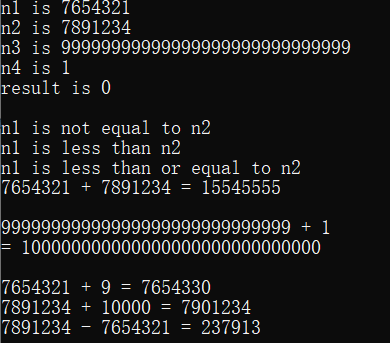 n1 is 7654321
n2 is 7891234
n3 is 99999999999999999999999999999
n4 is 1
result is 0
n1 is not equal to n2
n1 is less than n2
n1 is less than or equal to n2
7654321 + 7891234 = 15545555
99999999999999999999999999999 + 1
= 100000000000000000000000000000
7654321 + 9 = 7654330
7891234 + 10000 = 7901234
7891234 - 7654321 = 237913